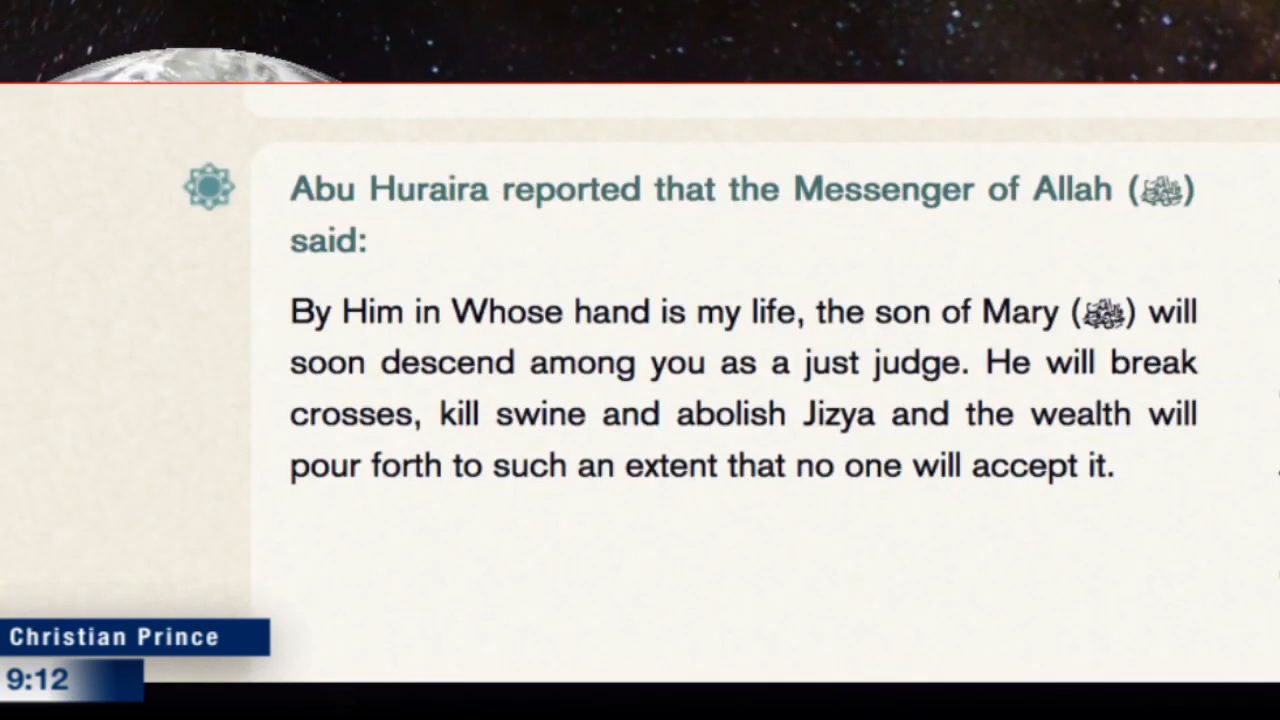 Abu Huraira reported that the Messenger of Allah (ﷺ)
said:
By Him in Whose hand is my life, the son of Mary (ﷺ) will
soon descend among you as a just judge. He will break
crosses, kill swine and abolish Jizya and the wealth will
pour forth to such an extent that no one will accept it.
Christian Prince
9:12